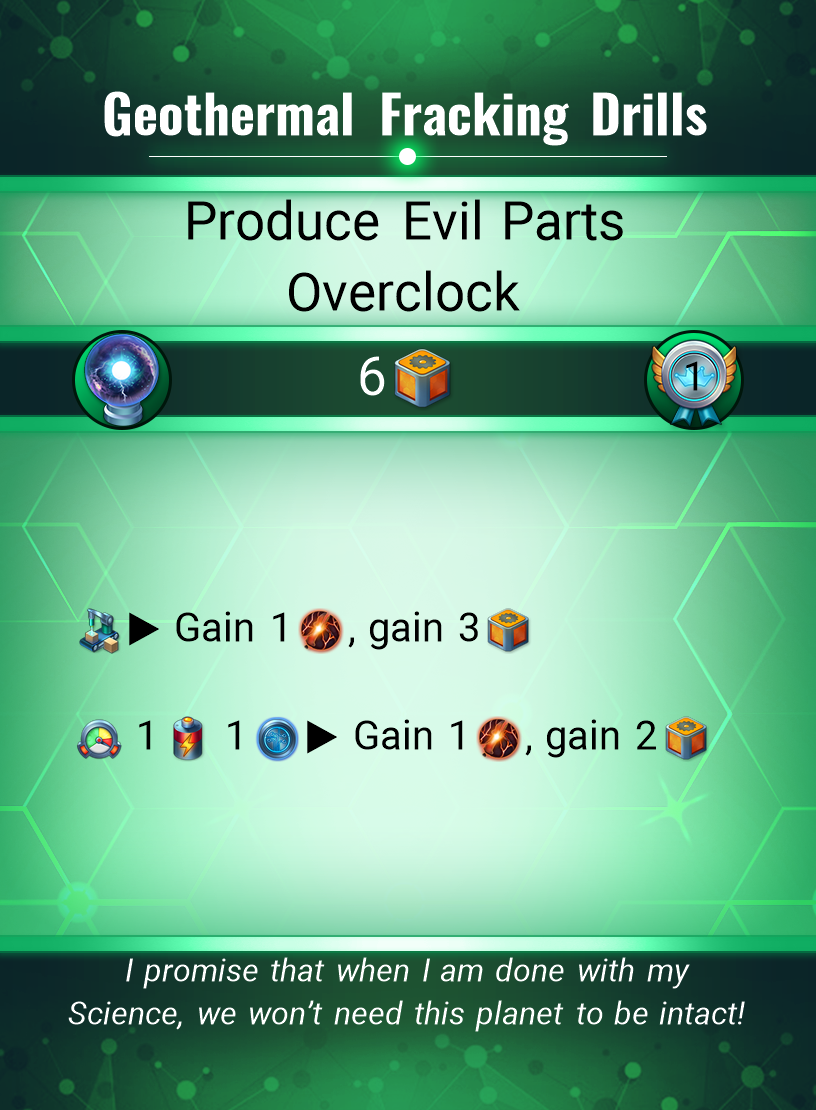 Geothermal Fracking Drills
Produce Evil Parts
Overclock
6 1
▶ Gain 1, gain 3
1 1 ▶ Gain 1, gain 2
I promise that when I am done with my
Science, we won’t need this planet to be intact!